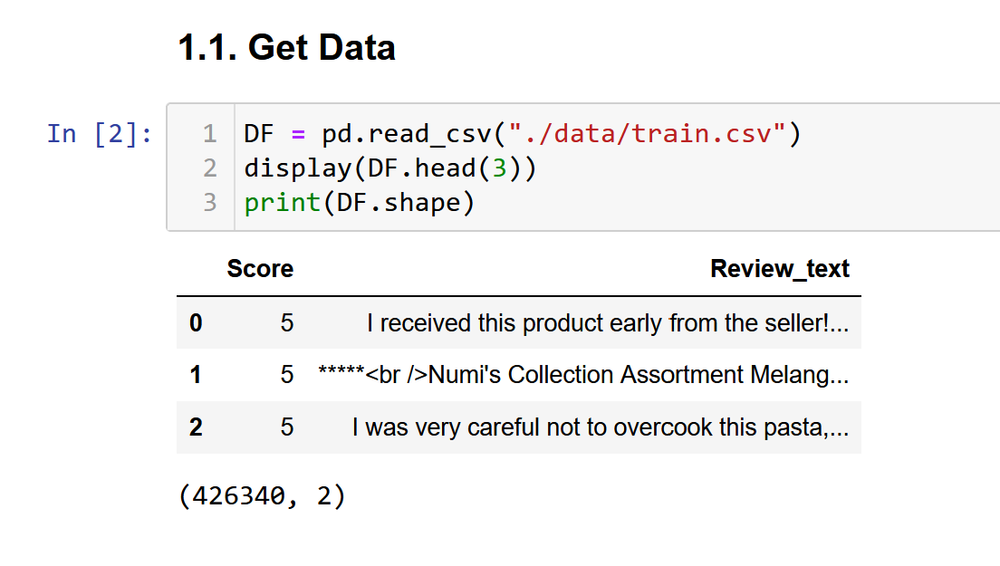 1.1. Get Data
In [2]:
1 DF = pd.read_csv("./data/train.csv")
2 display(DF.head(3))
3 print(DF.shape)
Score Review_text
0 5 I received this product early from the seller!...
1 5 *****<br />Numi's Collection Assortment Melang...
2 5 I was very careful not to overcook this pasta,...
(426340, 2)